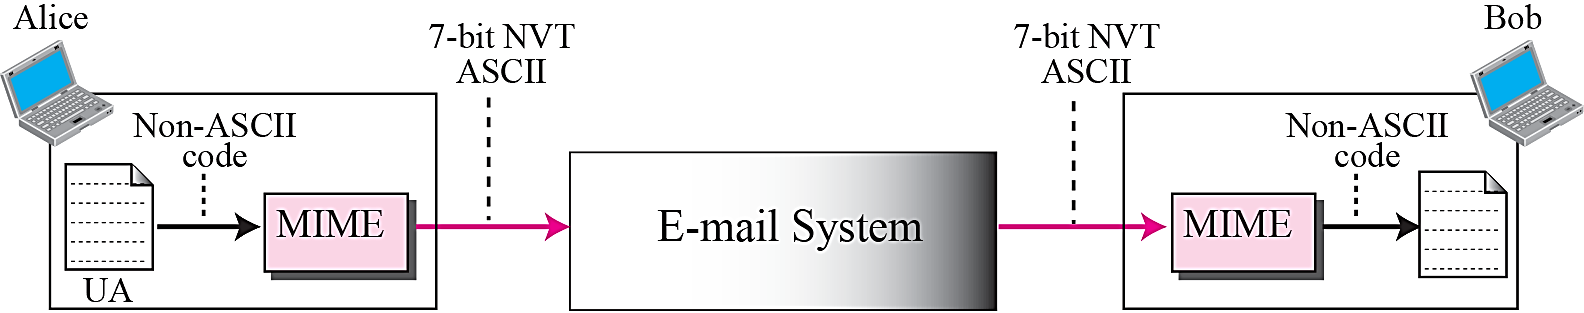 Alice
7-bit NVT
ASCII
7-bit NVT
ASCII
Bob
Non-ASCII
code
Non-ASCII
code
MIME
E-mail System
MIME
UA